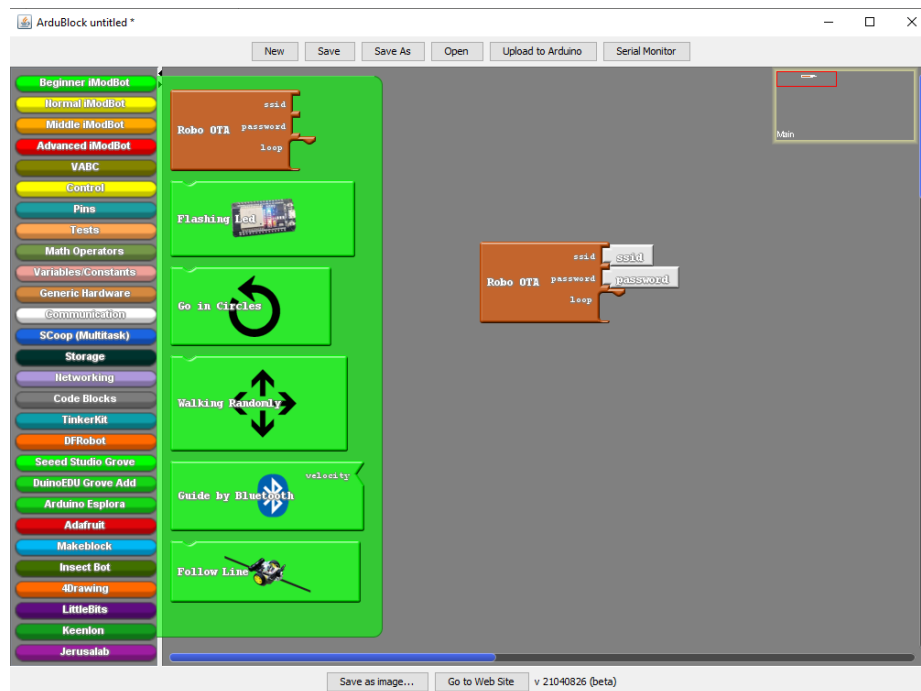 ArduBlock untitled *
New Save Save As Open Upload to Arduino Serial Monitor
Beginner iModBot
Normal iModBot
Middle iModBot
Advanced iModBot
VABC
Control
Pins
Tests
Math Operators
Variables/Constants
Generic Hardware
Communication
SCoop (Multitask)
Storage
Networking
Code Blocks
TinkerKit
DFRobot
Seeed Studio Grove
DuinoEDU Grove Add
Arduino Esplora
Adafruit
Makeblock
Insect Bot
4Drawing
LittleBits
Keenlon
Jerusalab
ssid
Robo OTA password
loop
Flashing Led
Go in Circles
Walking Randomly
velocity
Guide by Bluetooth
Follow Line
ssid ssid
Robo OTA password password
loop
Main
Save as image... Go to Web Site v 21040826 (beta)